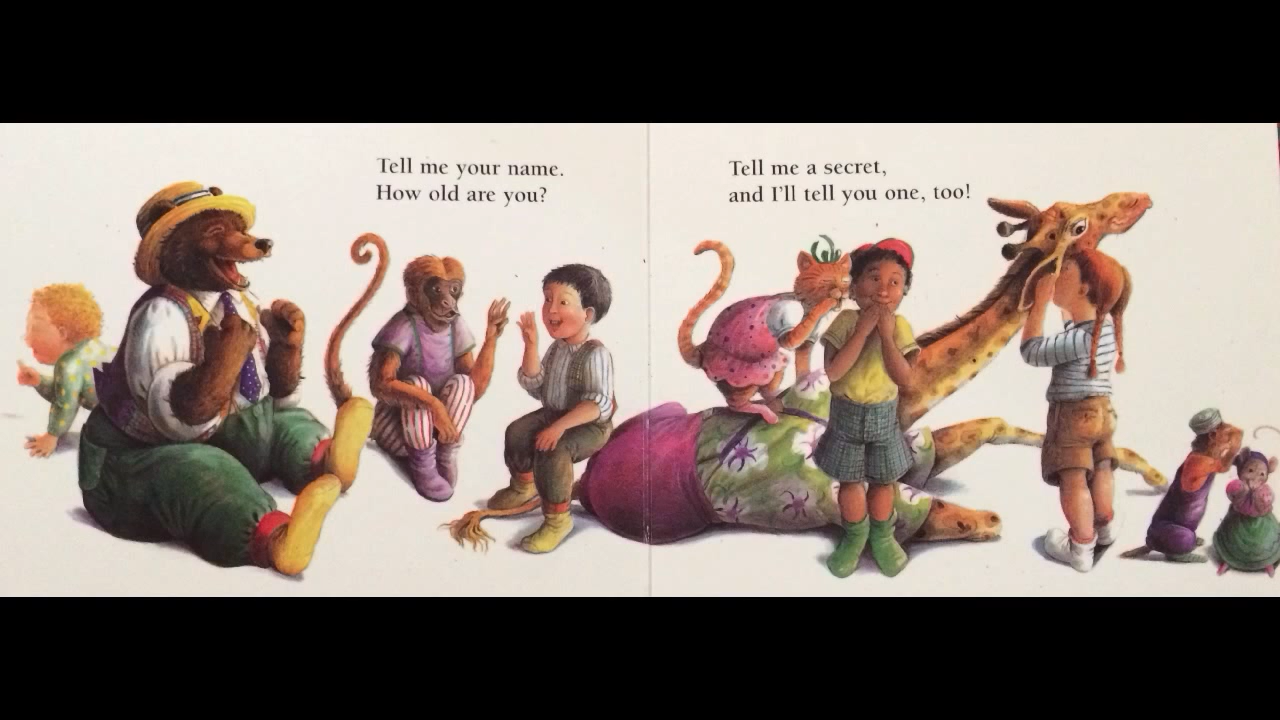 Tell me your name.
How old are you?
Tell me a secret,
and I'll tell you one, too!